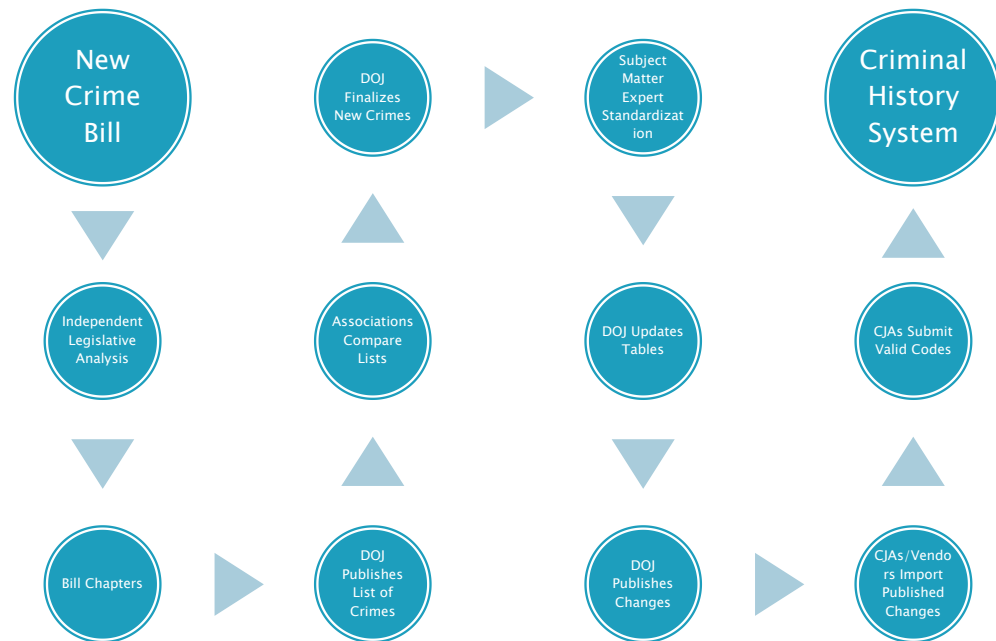 New
Crime
Bill
Independent
Legislative
Analysis
Bill Chapters
DOJ
Publishes
List of
Crimes
Associations
Compare
Lists
DOJ
Finalizes
New Crimes
Subject
Matter
Expert
Standardizat
ion
DOJ Updates
Tables
DOJ
Publishes
Changes
CJAs/Vendo
rs Import
Published
Changes
CJAs Submit
Valid Codes
Criminal
History
System